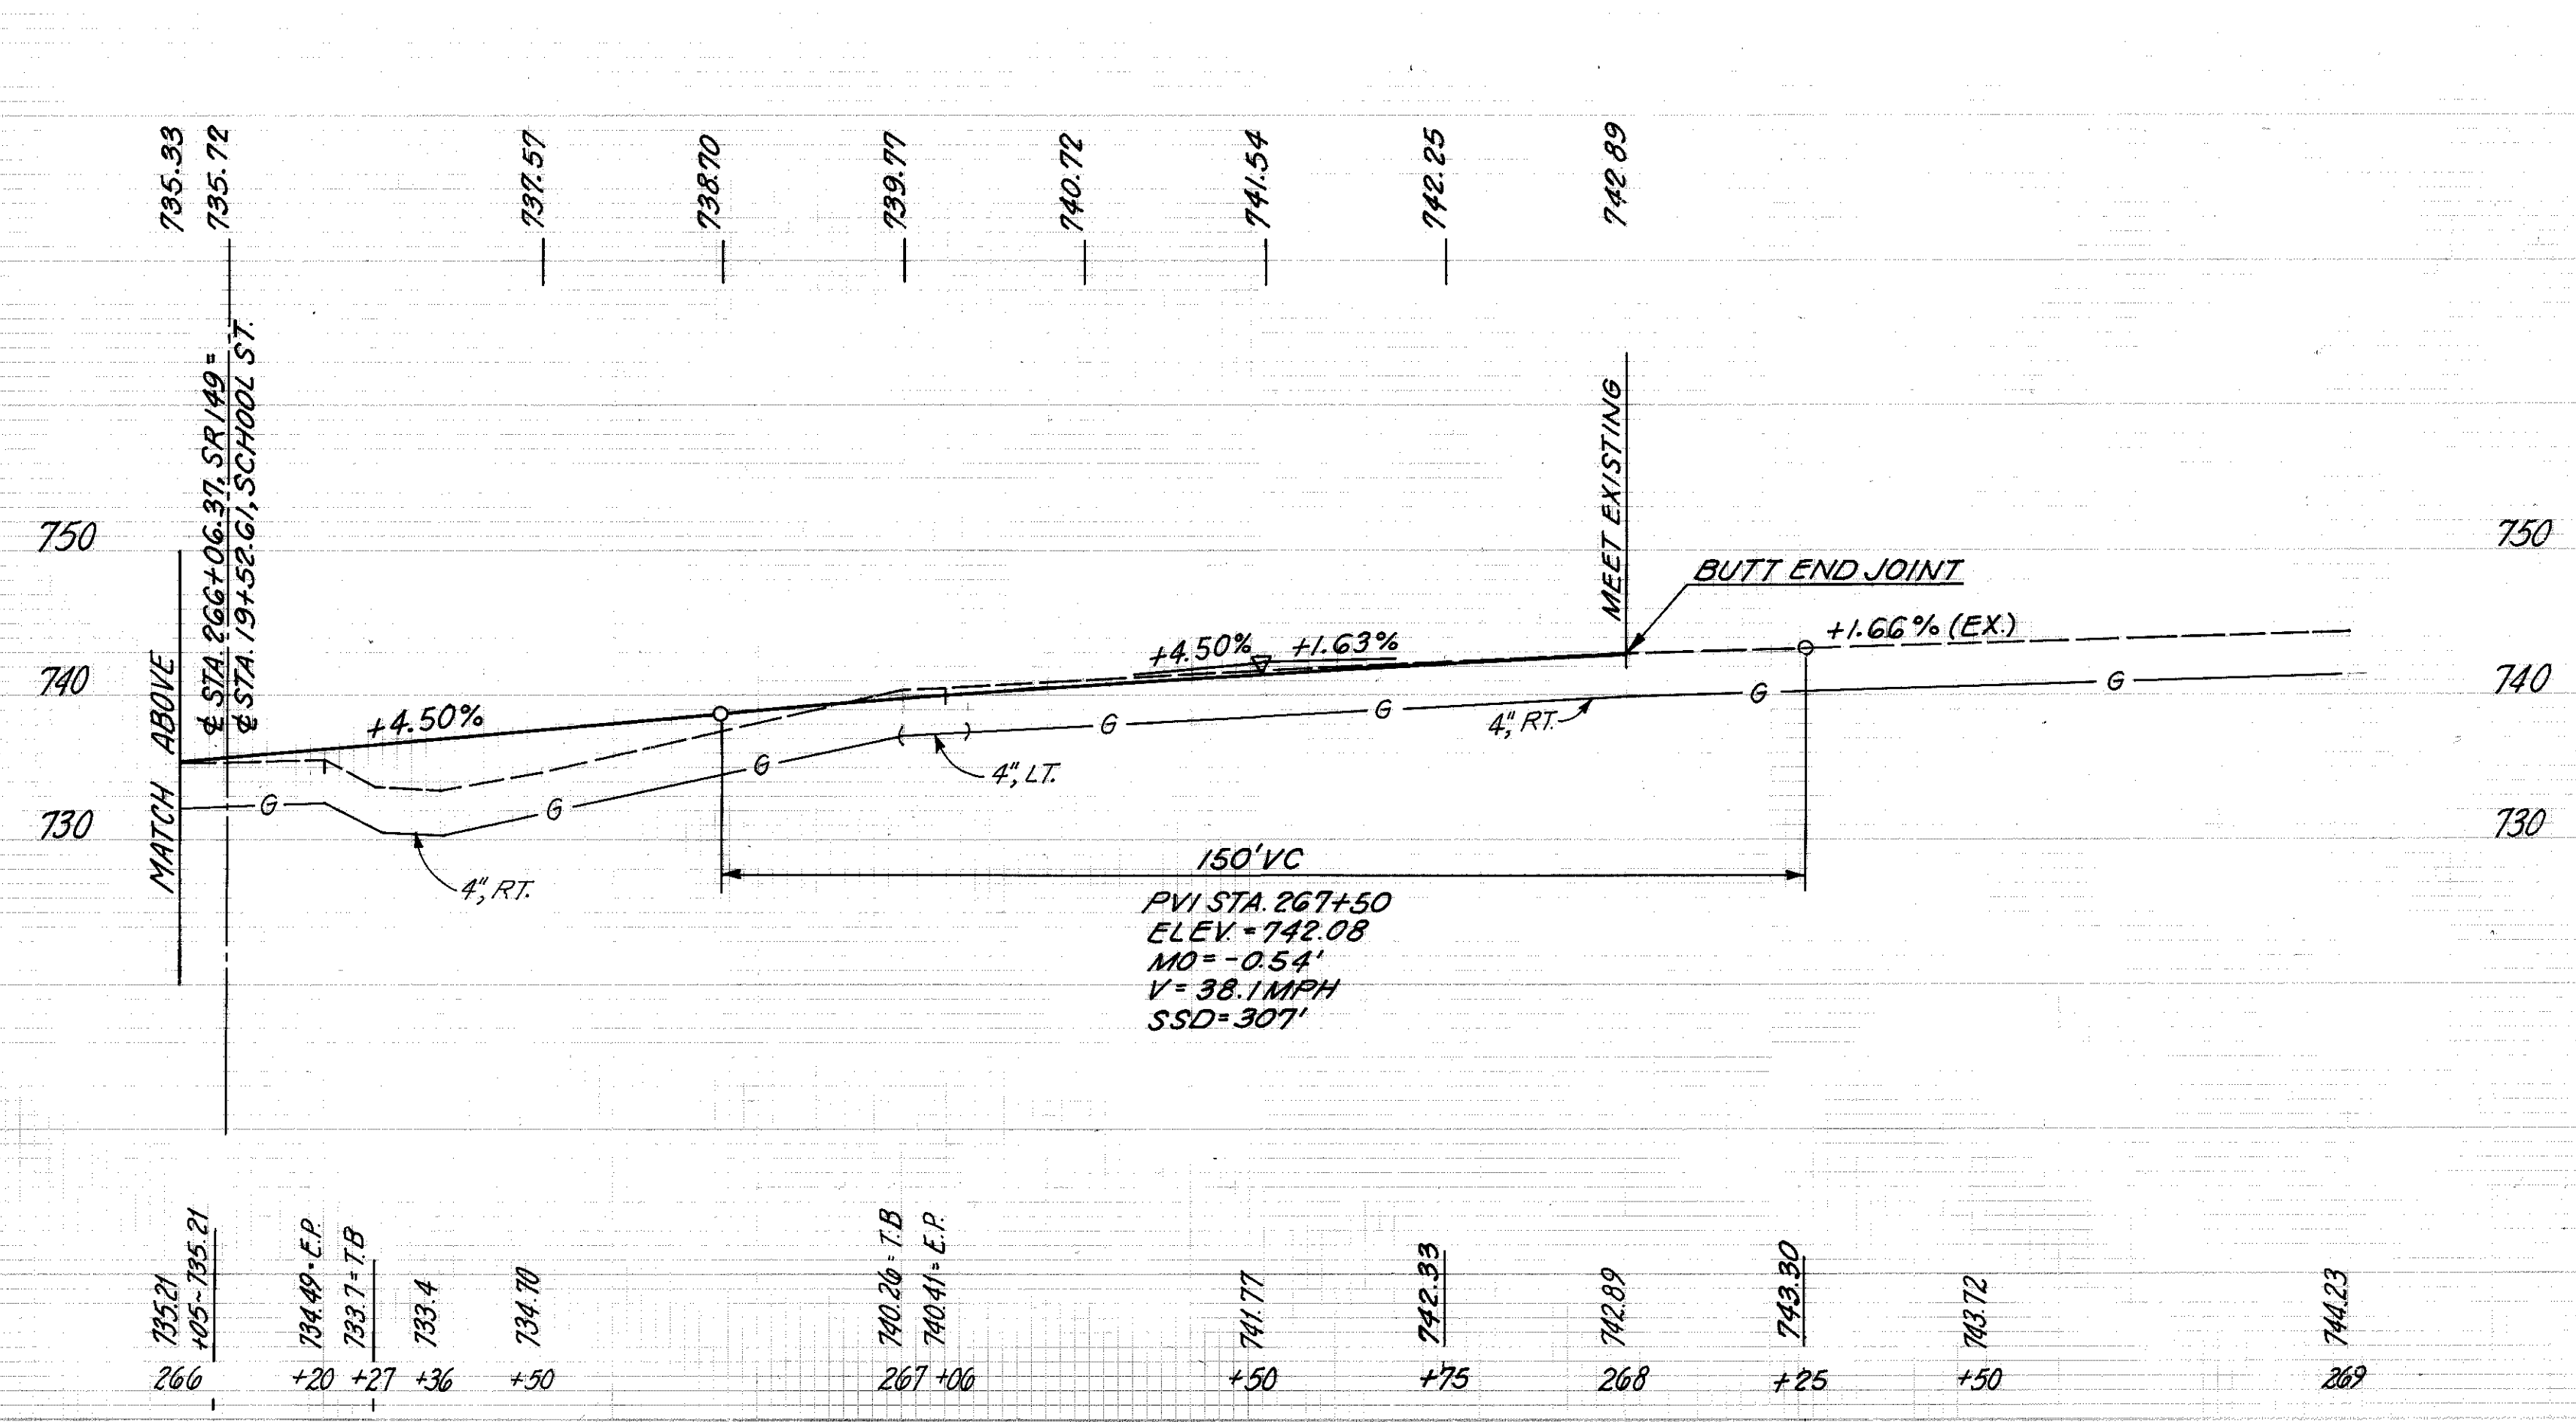 735.33
735.72
737.57
738.70
739.77
740.72
741.54
742.25
742.89
℄ STA. 266+06.37, SR 149 =
℄ STA. 19+52.61, SCHOOL ST.
MATCH ABOVE
MEET EXISTING
BUTT END JOINT
750
750
740
740
730
730
+4.50%
+4.50%
+1.63%
+1.66% (EX.)
G
G
G
G
G
G
G
4", RT.
4", LT.
4", RT.
150' VC
PVI STA. 267+50
ELEV. = 742.08
MO = -0.54'
V = 38.1 MPH
SSD = 307'
735.21
+05~735.21
734.49 = E.P.
733.7 = T.B
733.4
734.70
740.26 = T.B
740.41 = E.P.
741.77
742.33
742.89
743.30
743.72
744.23
266 +20 +27 +36 +50 267 +06 +50 +75 268 +25 +50 269